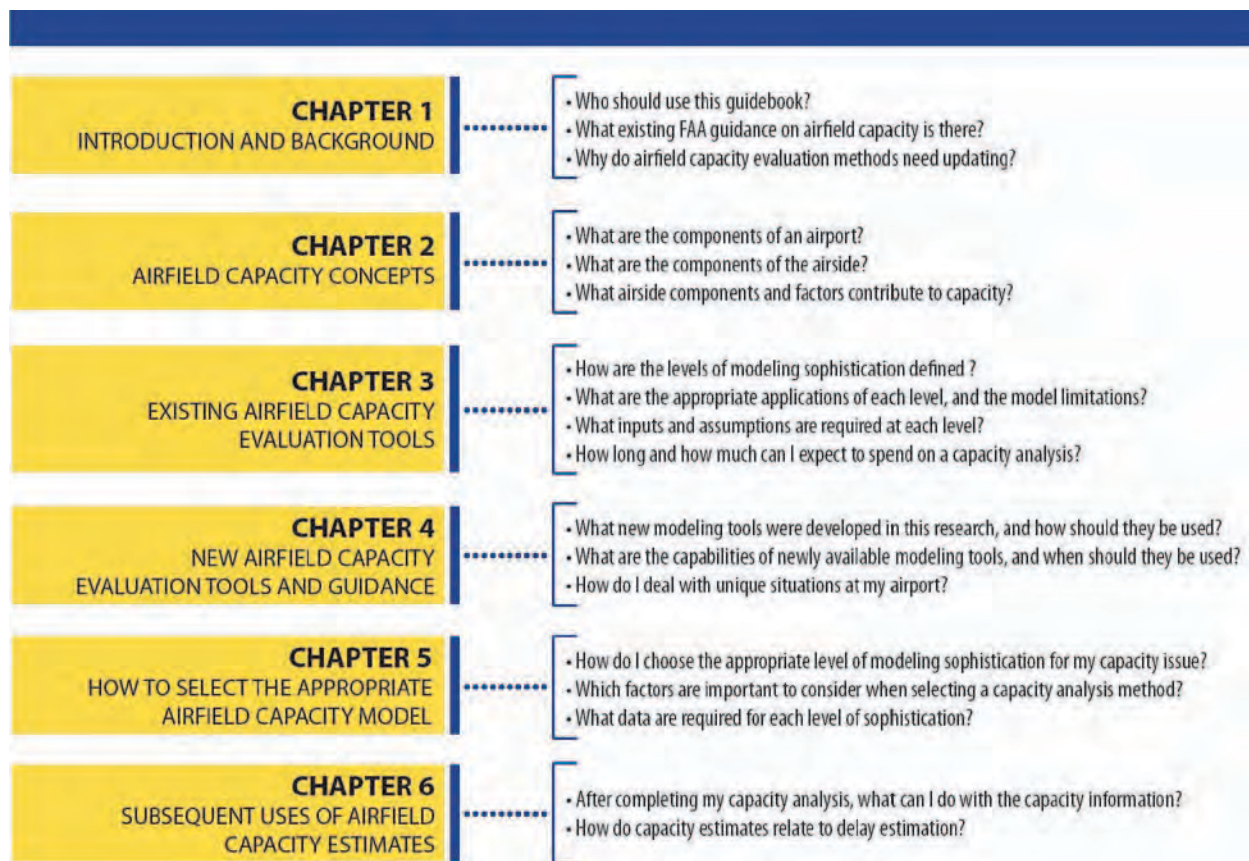 CHAPTER 1
INTRODUCTION AND BACKGROUND
• Who should use this guidebook?
• What existing FAA guidance on airfield capacity is there?
• Why do airfield capacity evaluation methods need updating?
CHAPTER 2
AIRFIELD CAPACITY CONCEPTS
• What are the components of an airport?
• What are the components of the airside?
• What airside components and factors contribute to capacity?
CHAPTER 3
EXISTING AIRFIELD CAPACITY
EVALUATION TOOLS
• How are the levels of modeling sophistication defined ?
• What are the appropriate applications of each level, and the model limitations?
• What inputs and assumptions are required at each level?
• How long and how much can I expect to spend on a capacity analysis?
CHAPTER 4
NEW AIRFIELD CAPACITY
EVALUATION TOOLS AND GUIDANCE
• What new modeling tools were developed in this research, and how should they be used?
• What are the capabilities of newly available modeling tools, and when should they be used?
• How do I deal with unique situations at my airport?
CHAPTER 5
HOW TO SELECT THE APPROPRIATE
AIRFIELD CAPACITY MODEL
• How do I choose the appropriate level of modeling sophistication for my capacity issue?
• Which factors are important to consider when selecting a capacity analysis method?
• What data are required for each level of sophistication?
CHAPTER 6
SUBSEQUENT USES OF AIRFIELD
CAPACITY ESTIMATES
• After completing my capacity analysis, what can I do with the capacity information?
• How do capacity estimates relate to delay estimation?